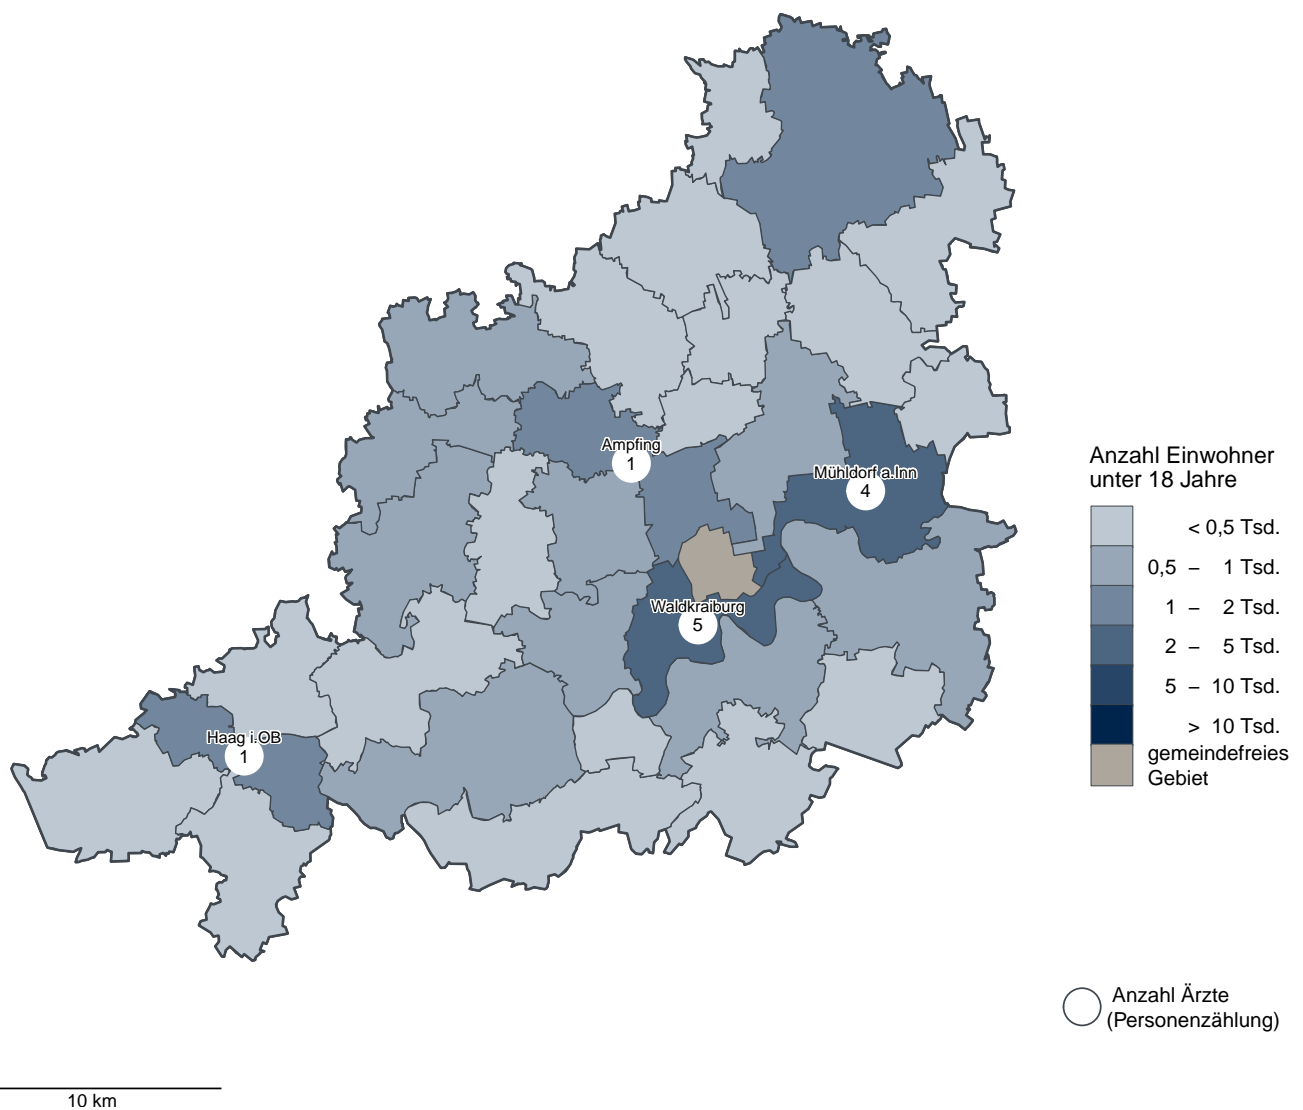 Ampfing
1
Mühldorf a.Inn
4
Waldkraiburg
5
Haag i.OB
1
Anzahl Einwohner
unter 18 Jahre
< 0,5 Tsd.
0,5 – 1 Tsd.
1 – 2 Tsd.
2 – 5 Tsd.
5 – 10 Tsd.
> 10 Tsd.
gemeindefreies
Gebiet
Anzahl Ärzte
(Personenzählung)
10 km